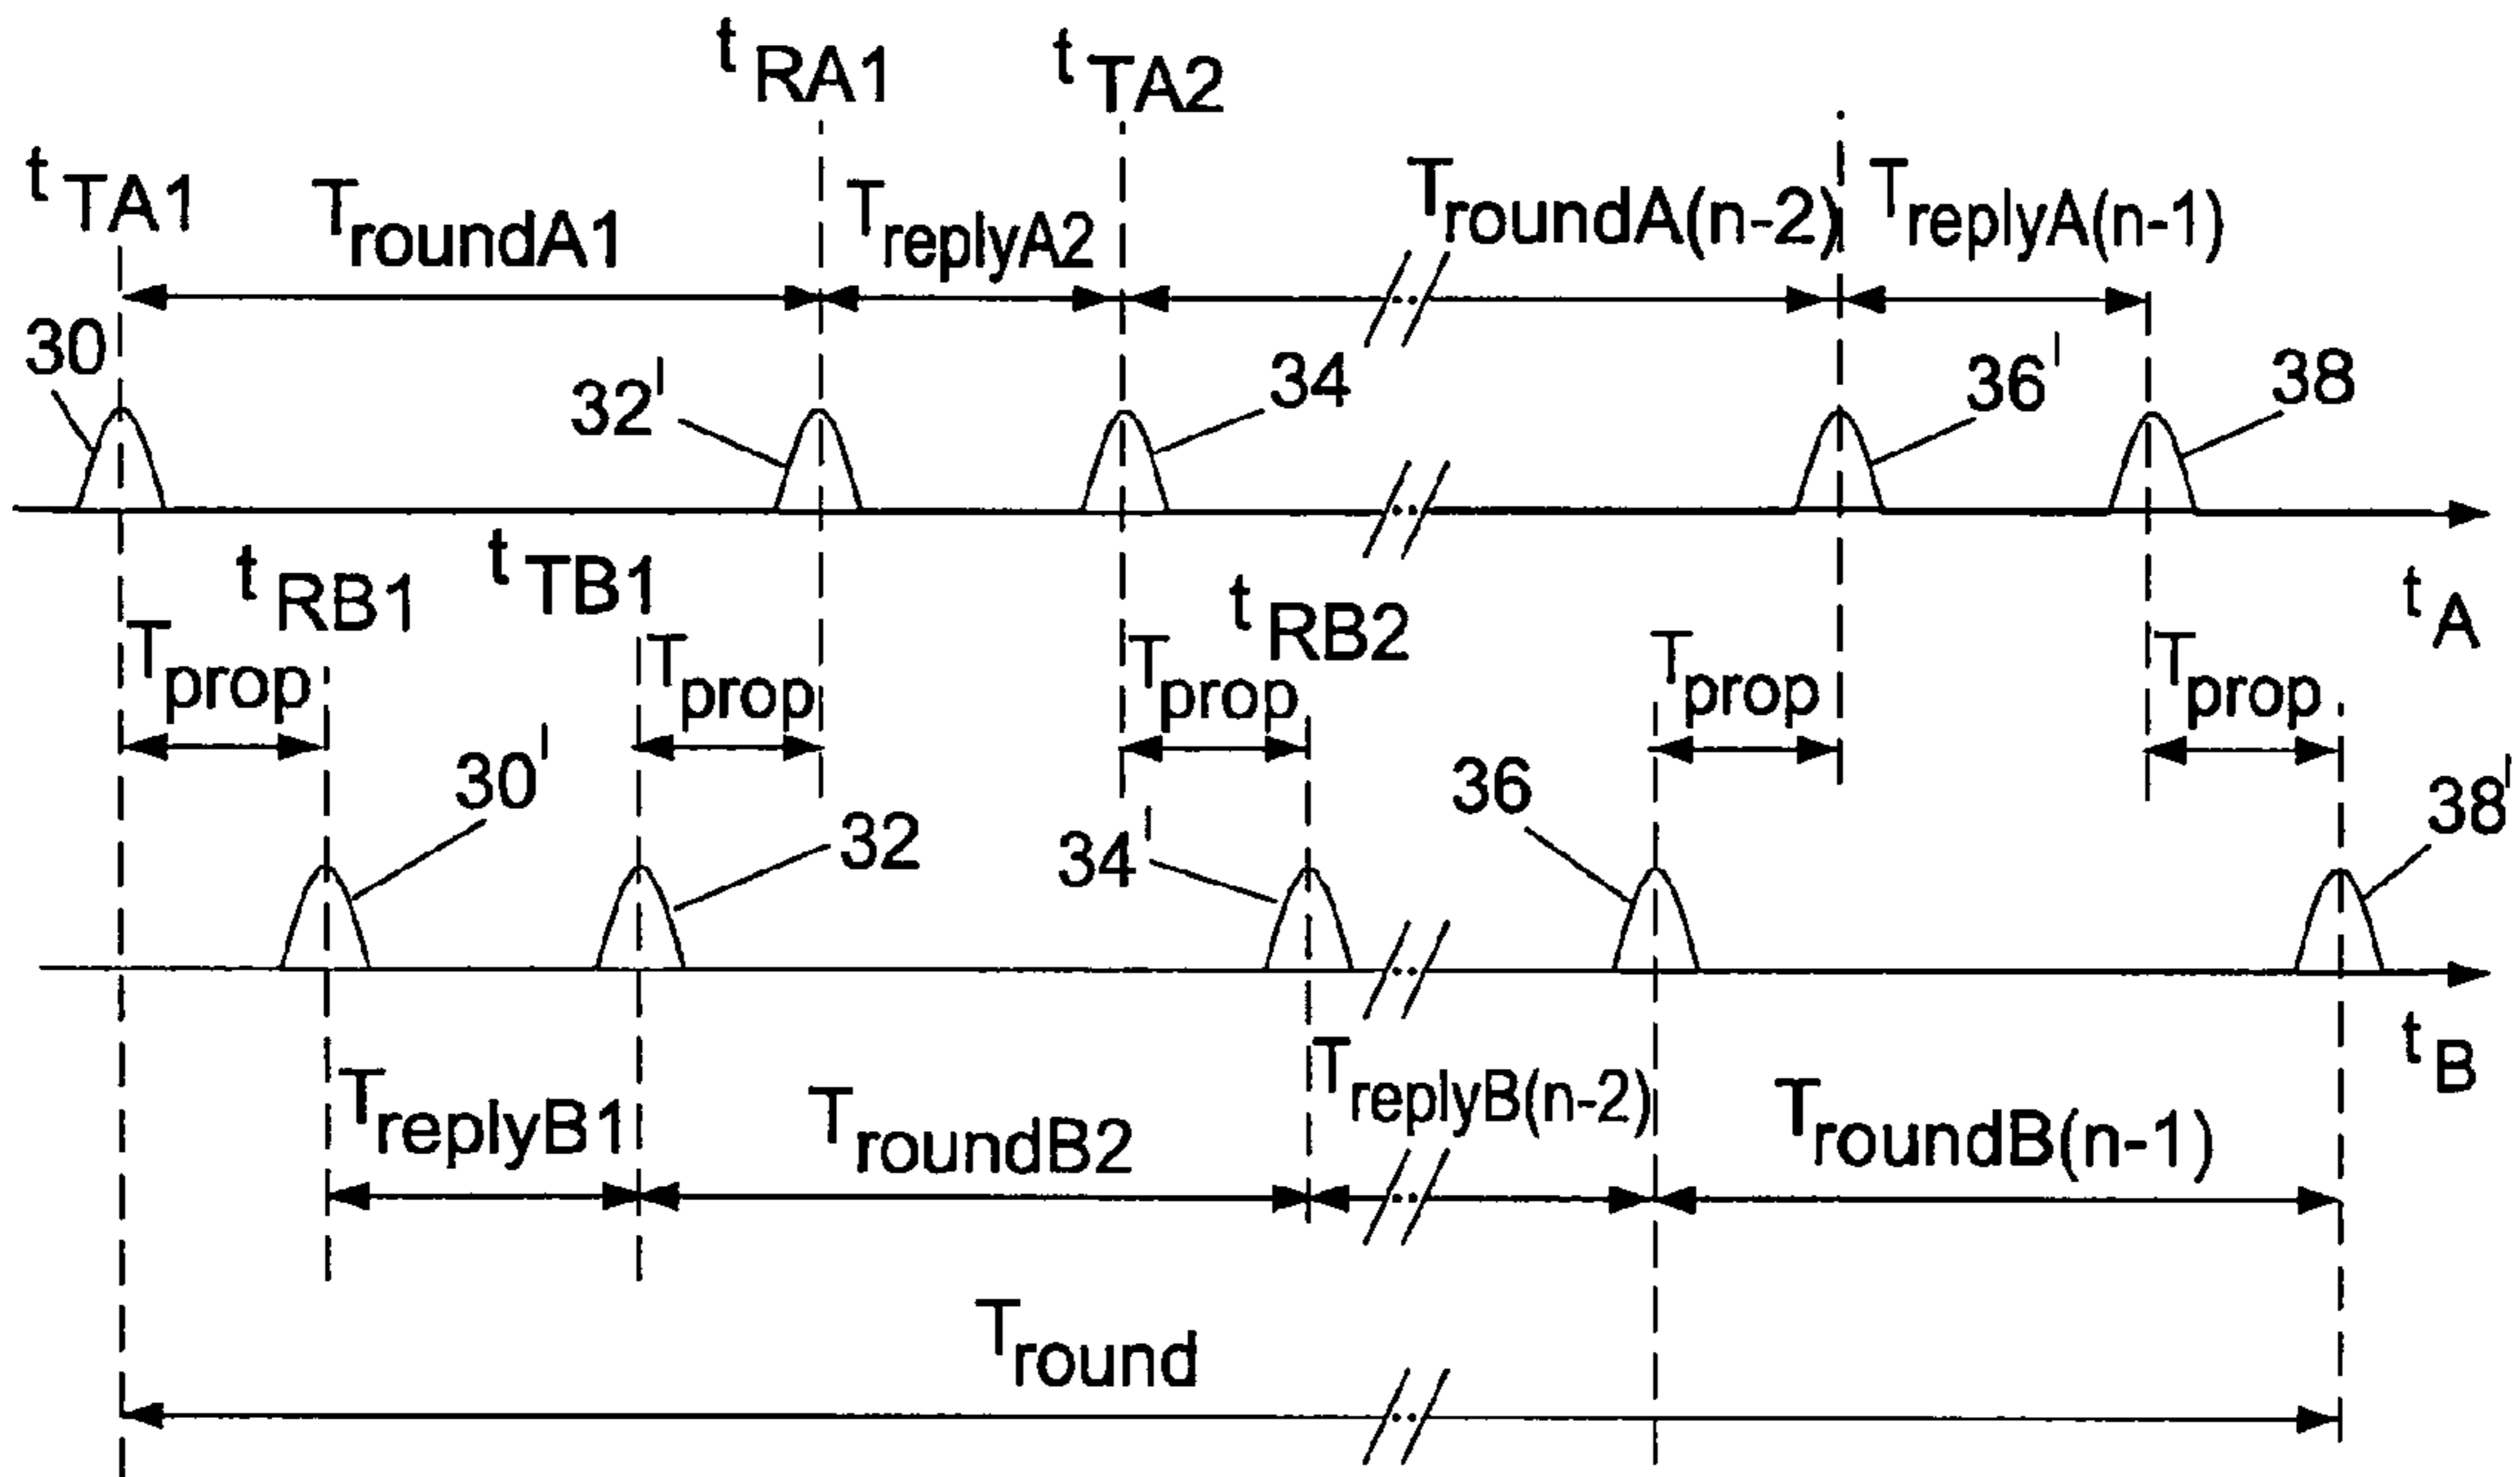 tRA1 tTA2
tTA1 TroundA1 TreplyA2 TroundA(n-2) TreplyA(n-1)
30 32' 34 36' 38
tRB1 tTB1 tRB2 tA
Tprop Tprop Tprop Tprop Tprop
30' 32 34' 36 38'
tB
TreplyB1 TroundB2 TreplyB(n-2) TroundB(n-1)
Tround